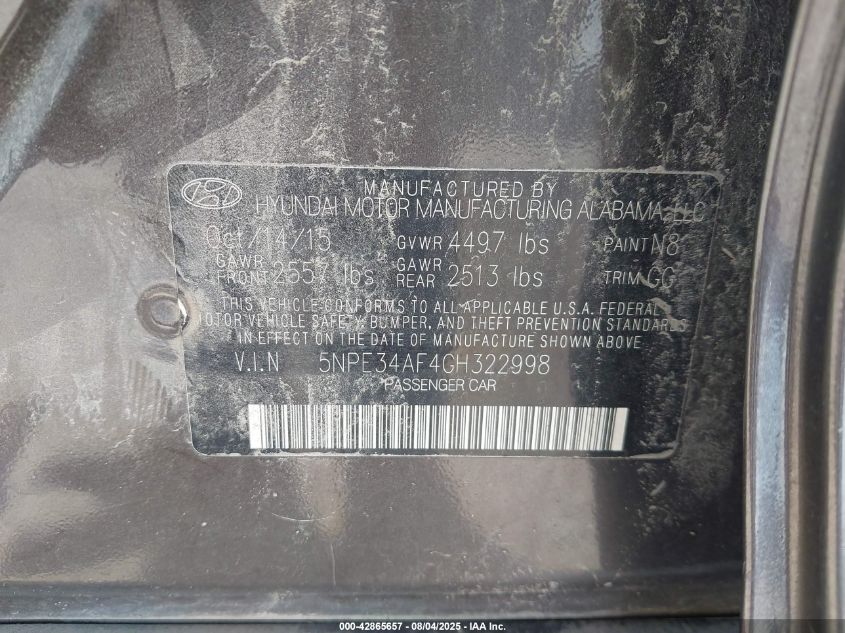 MANUFACTURED BY
HYUNDAI MOTOR MANUFACTURING ALABAMA, LLC
Oct/14/15 GVWR 4497 lbs PAINT N8
GAWR FRONT 2557 lbs GAWR REAR 2513 lbs TRIM GG
THIS VEHICLE CONFORMS TO ALL APPLICABLE U.S.A. FEDERAL
MOTOR VEHICLE SAFETY, BUMPER, AND THEFT PREVENTION STANDARDS
IN EFFECT ON THE DATE OF MANUFACTURE SHOWN ABOVE
V.I.N 5NPE34AF4GH322998
PASSENGER CAR
000-42865657 - 08/04/2025 - IAA Inc.